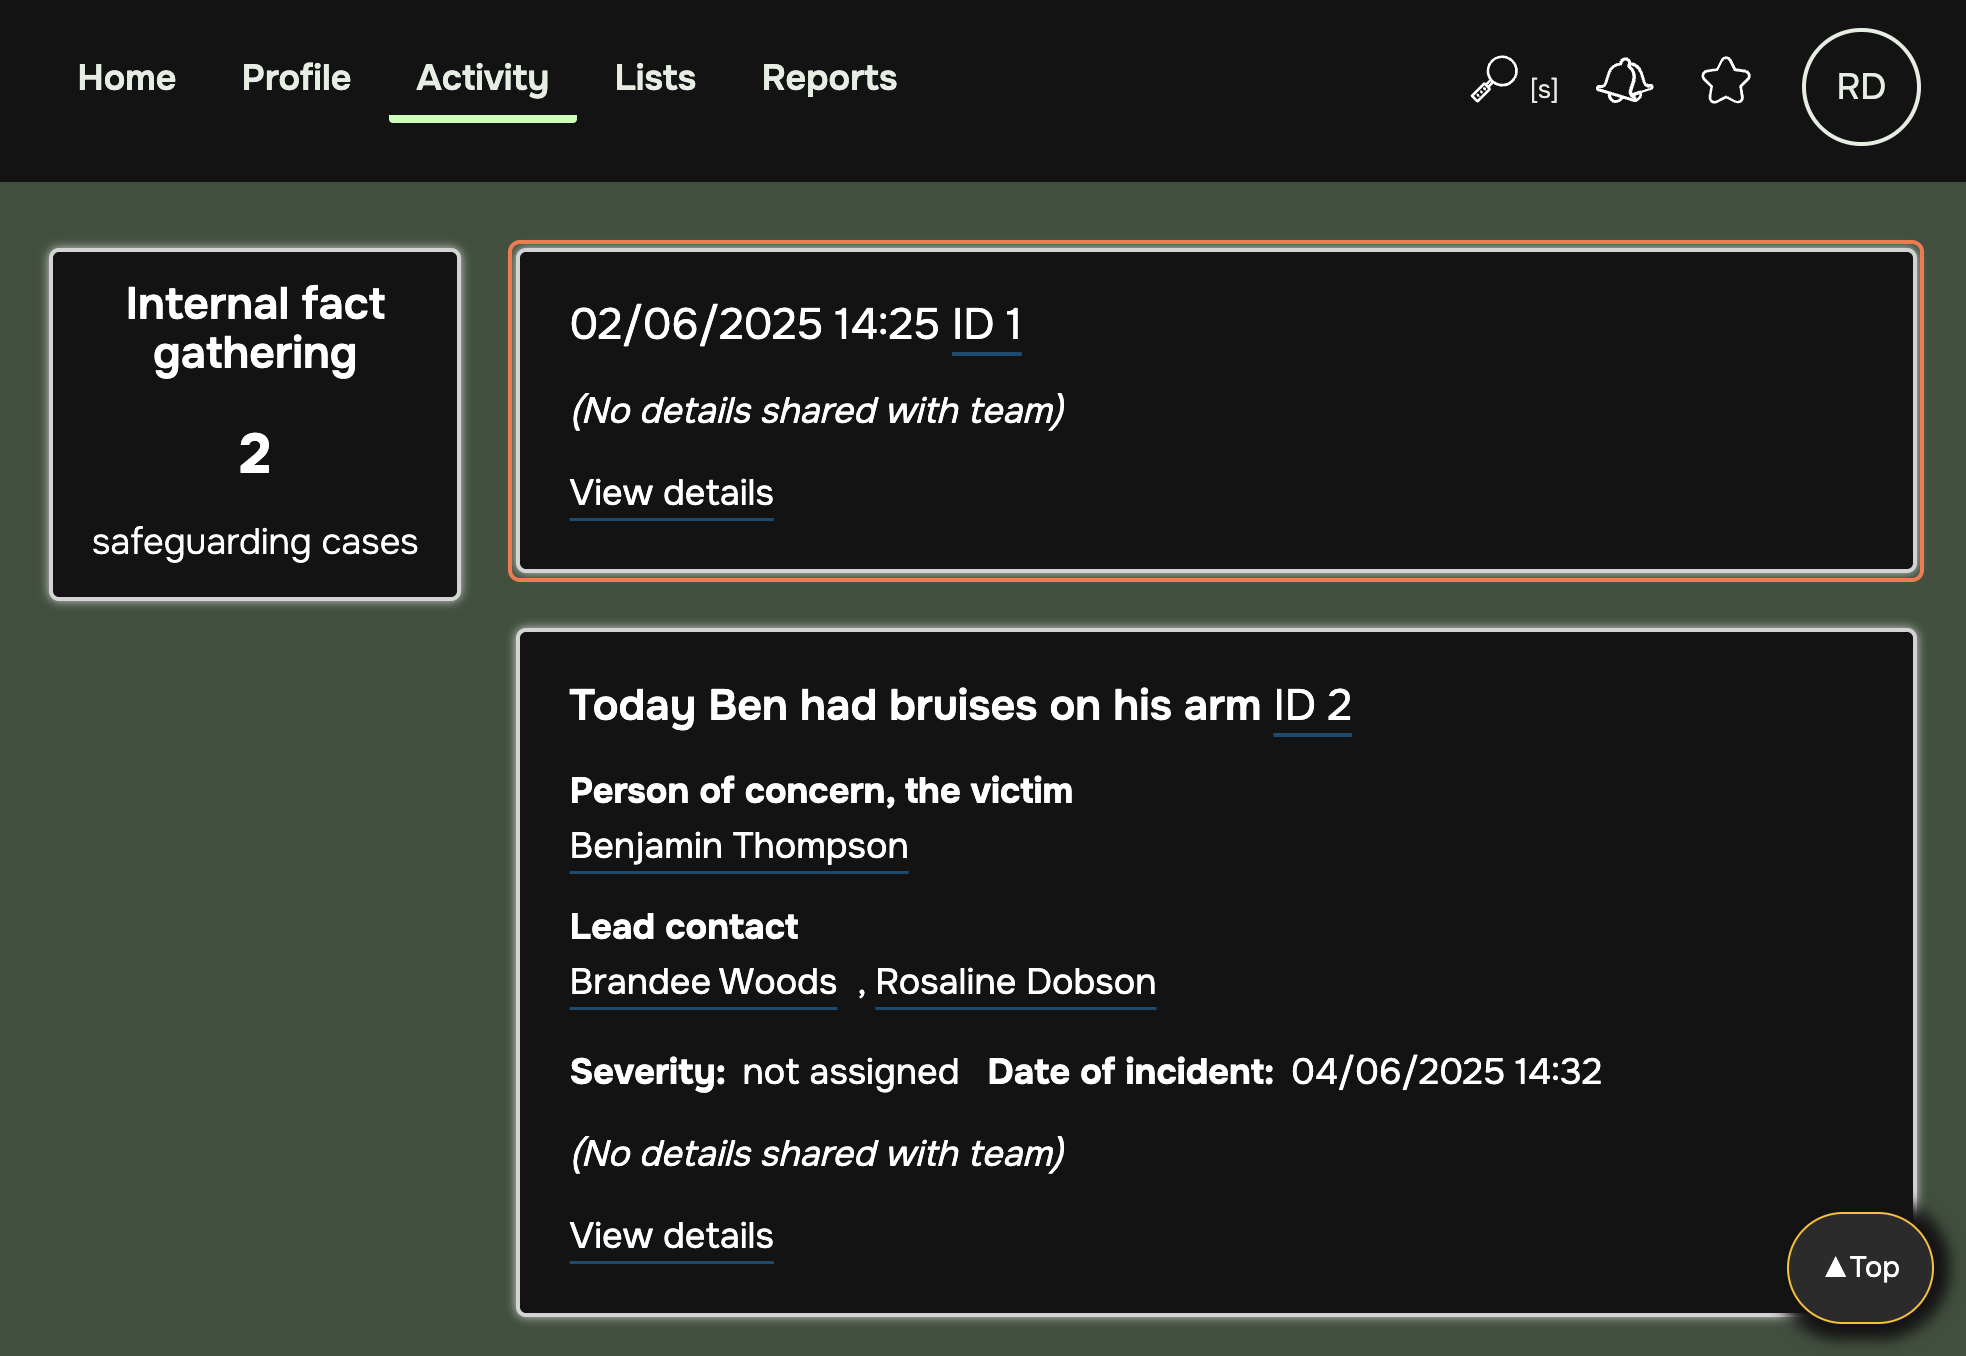 Home Profile Activity Lists Reports [s] RD
Internal fact
gathering
2
safeguarding cases
02/06/2025 14:25 ID 1
(No details shared with team)
View details
Today Ben had bruises on his arm ID 2
Person of concern, the victim
Benjamin Thompson
Lead contact
Brandee Woods , Rosaline Dobson
Severity: not assigned Date of incident: 04/06/2025 14:32
(No details shared with team)
View details
▲Top